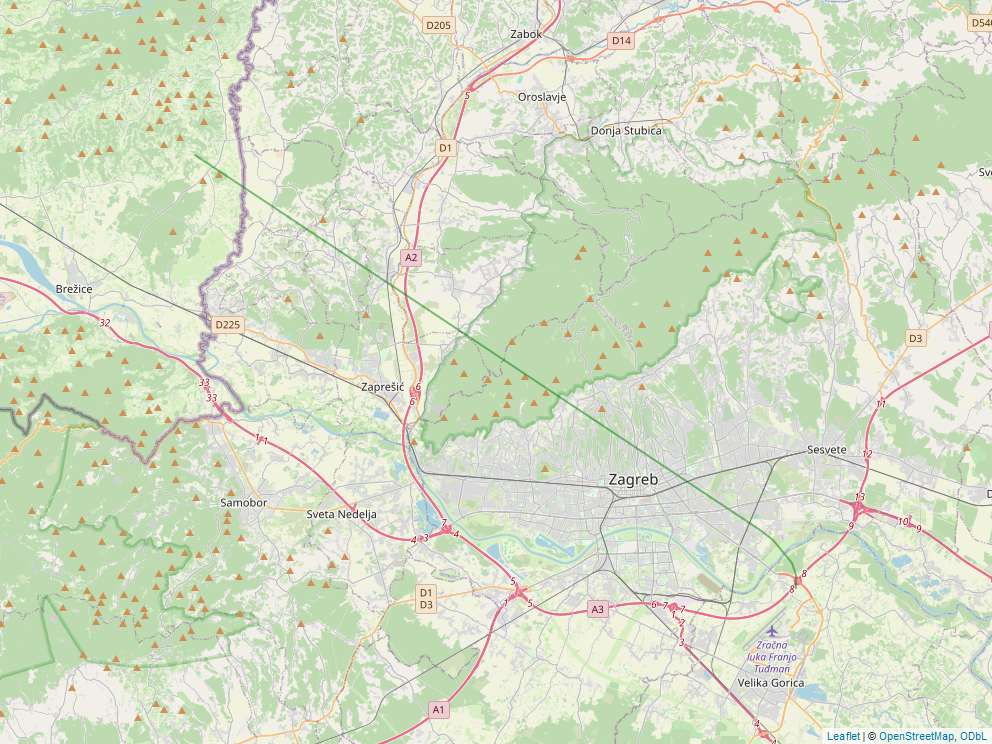 D205
Zabok
D14
D540
5
Oroslavje
D1
Donja Stubica
A2
Brežice
32
D225
D3
33
33
Zaprešić
6
6
11
11
Zagreb
Sesvete
12
Samobor
Sveta Nedelja
13
10
9
9
7
4
4
3
D1
D3
5
1
5
A3
6
7
7
1
2
3
8
8
Zračna
luka Franjo
Tuđman
Velika Gorica
A1
4
4
Leaflet | © OpenStreetMap, ODbL